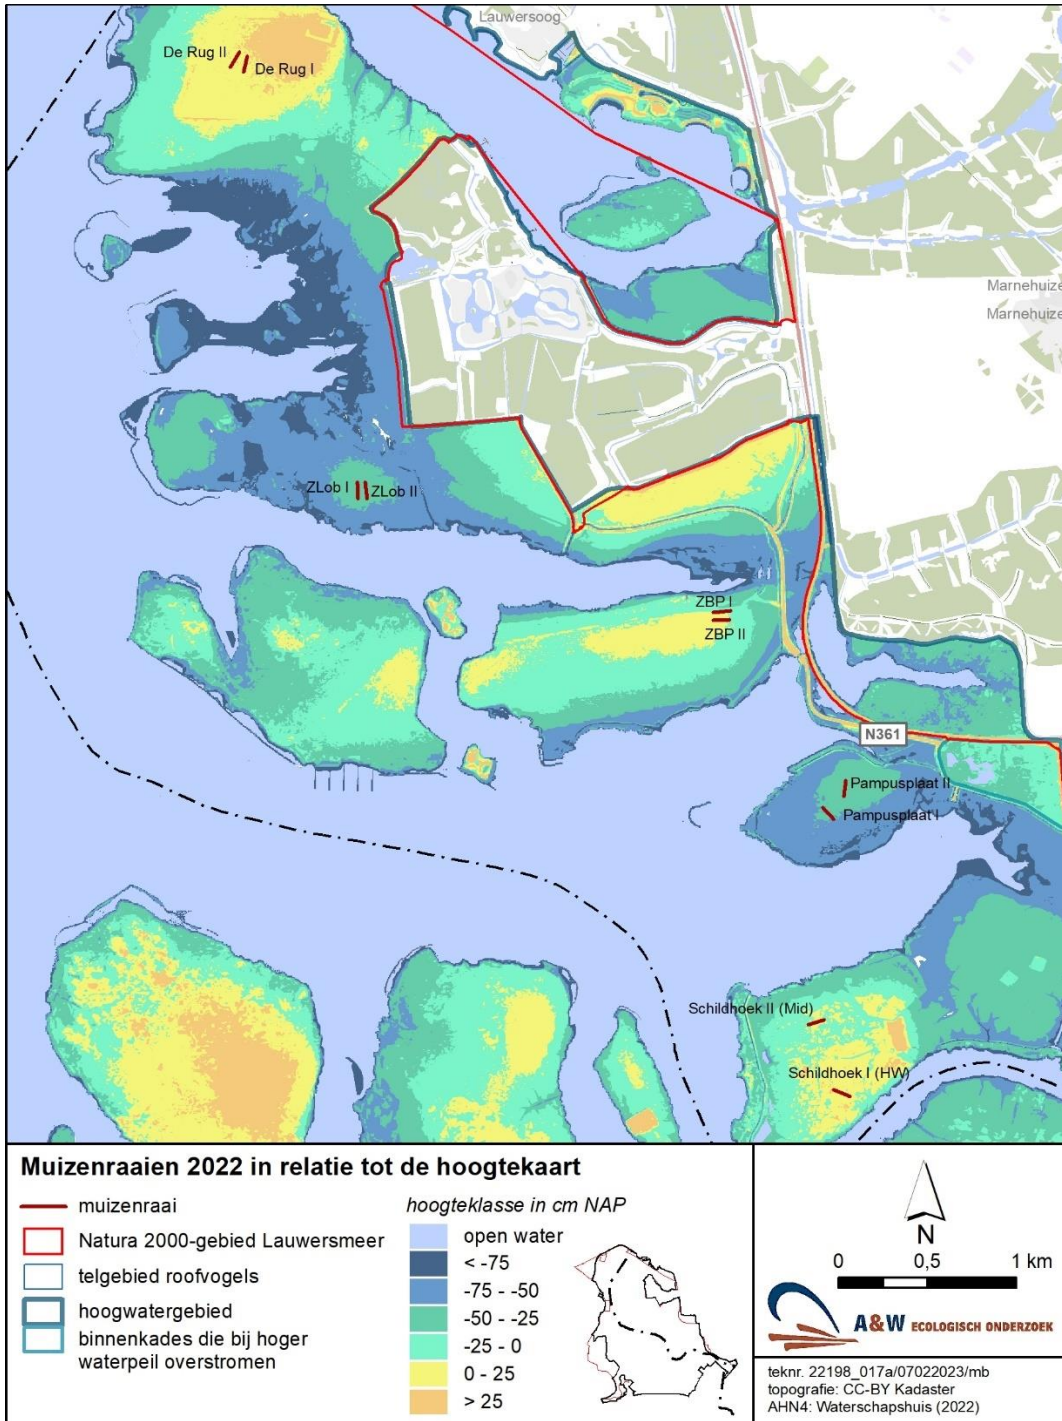 Lauwersoog
De Rug II
De Rug I
Marnehuize
Marnehuize
ZLob I
ZLob II
ZBP I
ZBP II
N361
Pampusplaat II
Pampusplaat I
Schildhoek II (Mid)
Schildhoek I (HW)
Muizenraaien 2022 in relatie tot de hoogtekaart
muizenraai
Natura 2000-gebied Lauwersmeer
telgebied roofvogels
hoogwatergebied
binnenkades die bij hoger
waterpeil overstromen
hoogteklasse in cm NAP
open water
< -75
-75 - -50
-50 - -25
-25 - 0
0 - 25
> 25
N
0 0,5 1 km
A&W ECOLOGISCH ONDERZOEK
teknr. 22198_017a/07022023/mb
topografie: CC-BY Kadaster
AHN4: Waterschapshuis (2022)